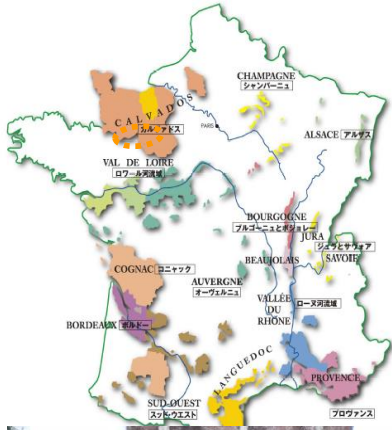 CHAMPAGNE
シャンパーニュ
CALVADOS
カルヴァドス
PARIS
ALSACE アルザス
VAL DE LOIRE
ロワール河流域
BOURGOGNE
ブルゴーニュとボジョレー
JURA
ジュラとサヴォア
SAVOIE
BEAUJOLAIS
COGNAC コニャック
AUVERGNE
オーヴェルニュ
VALLÉE
DU
RHÔNE
ローヌ河流域
BORDEAUX ボルドー
LANGUEDOC
PROVENCE
プロヴァンス
SUD-OUEST
スッド・ウエスト